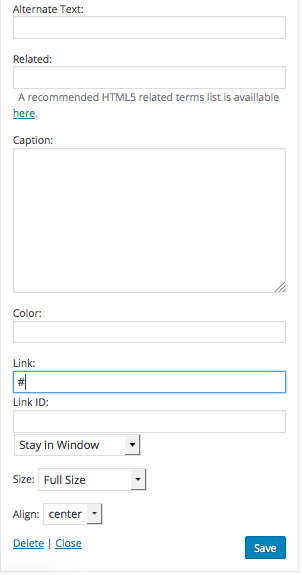 Alternate Text:
Related:
A recommended HTML5 related terms list is availlable
here.
Caption:
Color:
Link:
#
Link ID:
Stay in Window
Size: Full Size
Align: center
Delete | Close Save